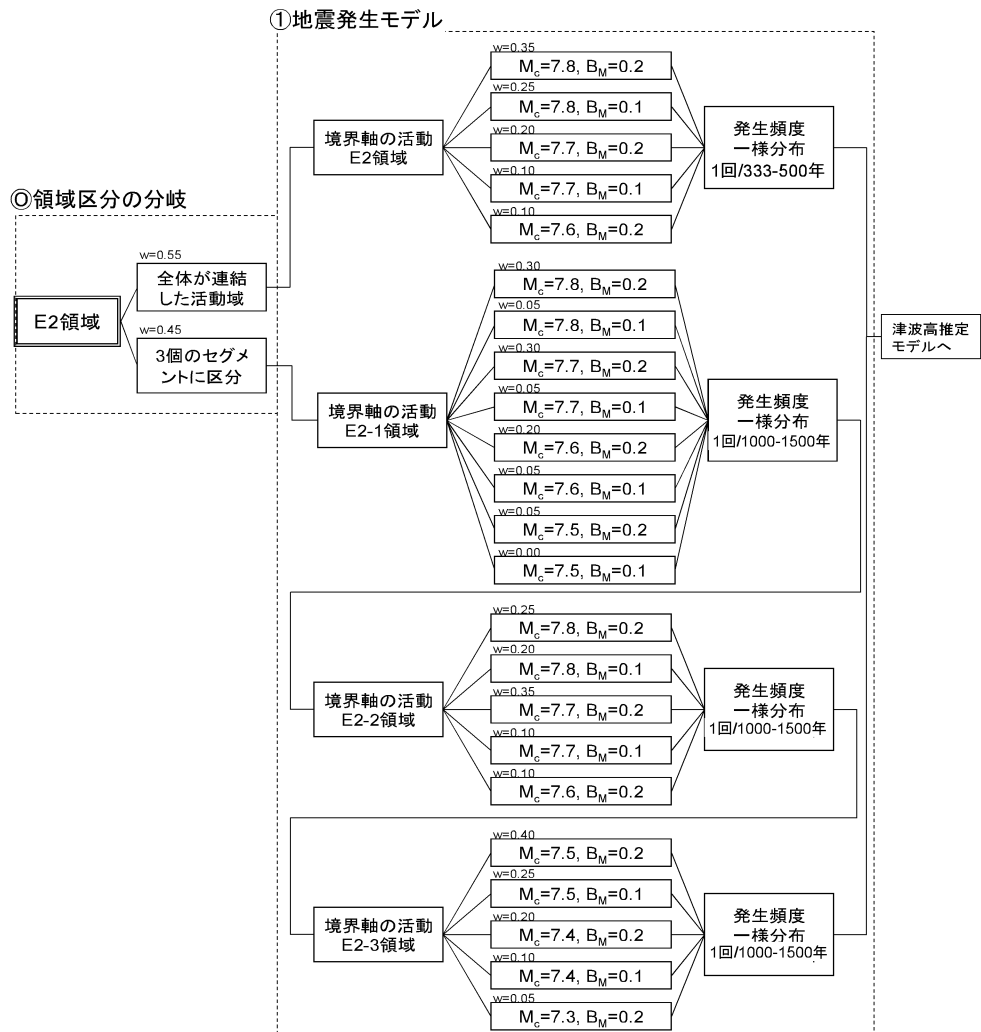 ①地震発生モデル
w=0.35
Mc=7.8, BM=0.2
w=0.25
Mc=7.8, BM=0.1
w=0.20
Mc=7.7, BM=0.2
w=0.10
Mc=7.7, BM=0.1
w=0.10
Mc=7.6, BM=0.2
境界軸の活動
E2領域
発生頻度
一様分布
1回/333-500年
⓪領域区分の分岐
w=0.55
全体が連結
した活動域
E2領域
w=0.45
3個のセグメ
ントに区分
w=0.30
Mc=7.8, BM=0.2
w=0.05
Mc=7.8, BM=0.1
w=0.30
Mc=7.7, BM=0.2
w=0.05
Mc=7.7, BM=0.1
w=0.20
Mc=7.6, BM=0.2
w=0.05
Mc=7.6, BM=0.1
w=0.05
Mc=7.5, BM=0.2
w=0.00
Mc=7.5, BM=0.1
境界軸の活動
E2-1領域
発生頻度
一様分布
1回/1000-1500年
津波高推定
モデルへ
w=0.25
Mc=7.8, BM=0.2
w=0.20
Mc=7.8, BM=0.1
w=0.35
Mc=7.7, BM=0.2
w=0.10
Mc=7.7, BM=0.1
w=0.10
Mc=7.6, BM=0.2
境界軸の活動
E2-2領域
発生頻度
一様分布
1回/1000-1500年
w=0.40
Mc=7.5, BM=0.2
w=0.25
Mc=7.5, BM=0.1
w=0.20
Mc=7.4, BM=0.2
w=0.10
Mc=7.4, BM=0.1
w=0.05
Mc=7.3, BM=0.2
境界軸の活動
E2-3領域
発生頻度
一様分布
1回/1000-1500年